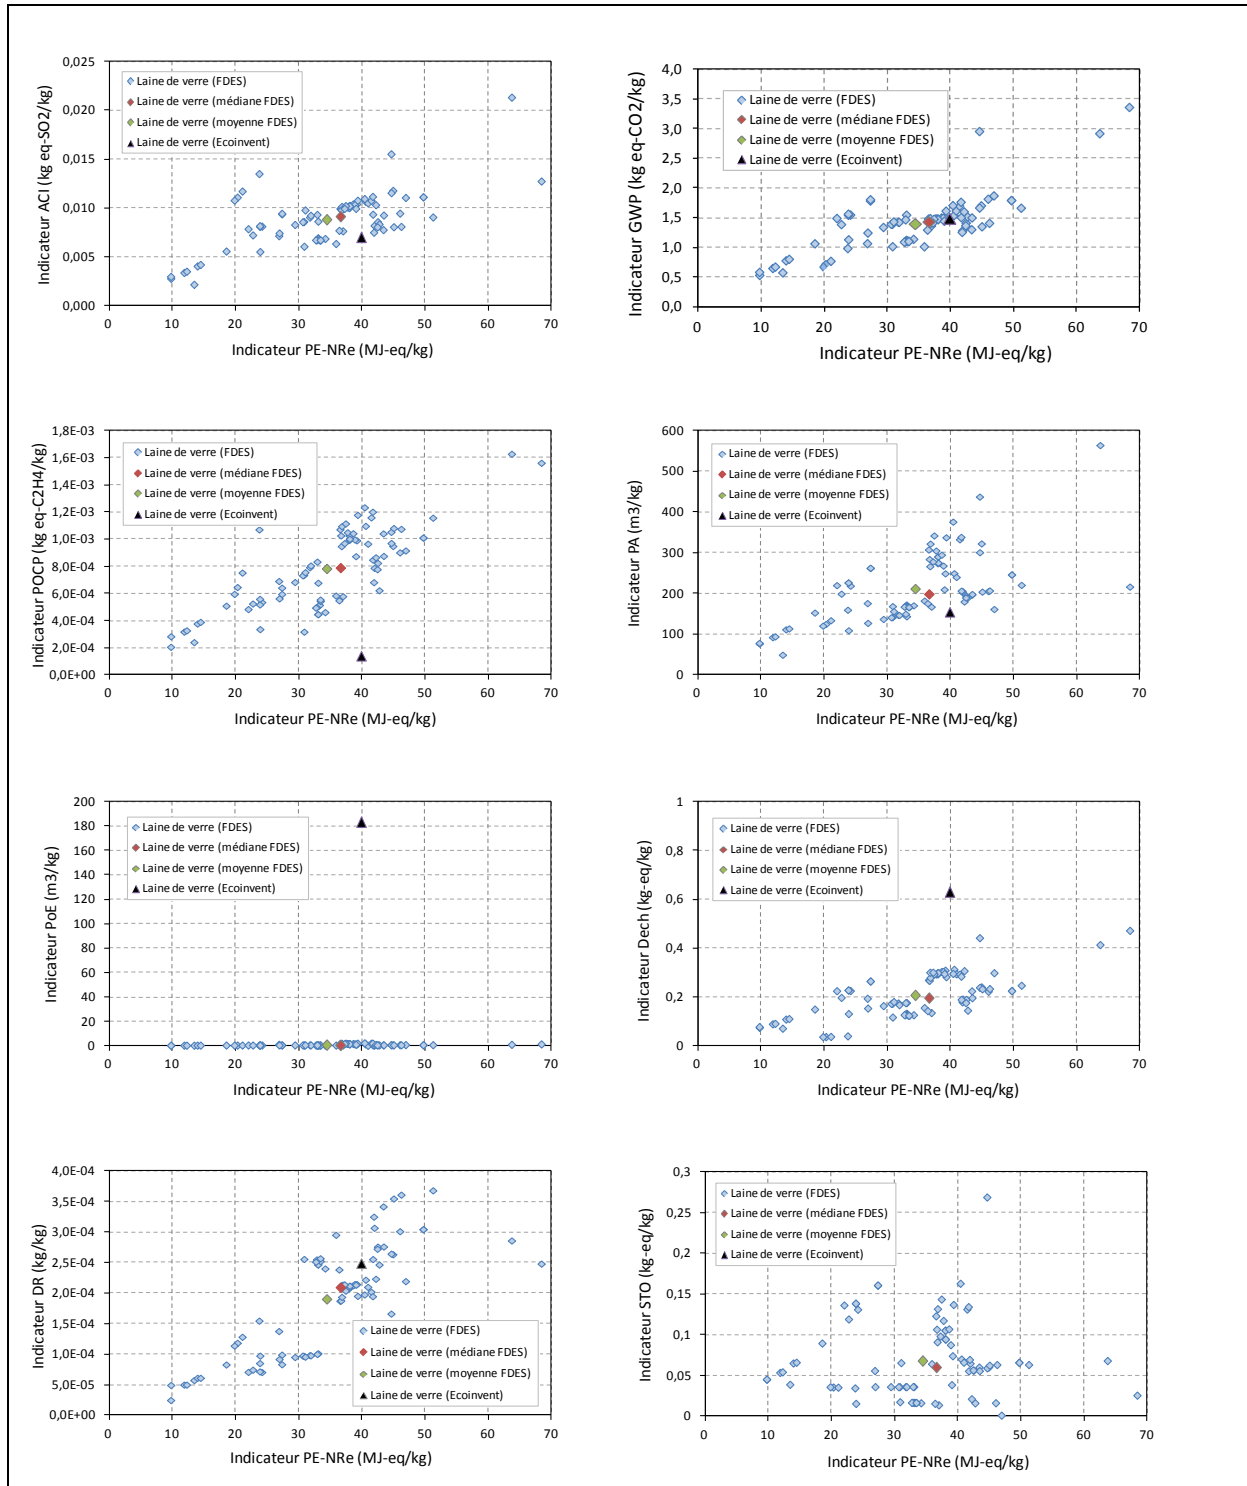 0,025
0,020
0,015
0,010
0,005
0,000
Indicateur ACI (kg eq-SO2/kg)
Laine de verre (FDES)
Laine de verre (médiane FDES)
Laine de verre (moyenne FDES)
Laine de verre (Ecoinvent)
0 10 20 30 40 50 60 70
Indicateur PE-NRe (MJ-eq/kg)
4,0
3,5
3,0
2,5
2,0
1,5
1,0
0,5
0,0
Indicateur GWP (kg eq-CO2/kg)
Laine de verre (FDES)
Laine de verre (médiane FDES)
Laine de verre (moyenne FDES)
Laine de verre (Ecoinvent)
0 10 20 30 40 50 60 70
Indicateur PE-NRe (MJ-eq/kg)
1,8E-03
1,6E-03
1,4E-03
1,2E-03
1,0E-03
8,0E-04
6,0E-04
4,0E-04
2,0E-04
0,0E+00
Indicateur POCP (kg eq-C2H4/kg)
Laine de verre (FDES)
Laine de verre (médiane FDES)
Laine de verre (moyenne FDES)
Laine de verre (Ecoinvent)
0 10 20 30 40 50 60 70
Indicateur PE-NRe (MJ-eq/kg)
600
500
400
300
200
100
0
Indicateur PA (m3/kg)
Laine de verre (FDES)
Laine de verre (médiane FDES)
Laine de verre (moyenne FDES)
Laine de verre (Ecoinvent)
0 10 20 30 40 50 60 70
Indicateur PE-NRe (MJ-eq/kg)
200
180
160
140
120
100
80
60
40
20
0
Indicateur PoE (m3/kg)
Laine de verre (FDES)
Laine de verre (médiane FDES)
Laine de verre (moyenne FDES)
Laine de verre (Ecoinvent)
0 10 20 30 40 50 60 70
Indicateur PE-NRe (MJ-eq/kg)
1
0,8
0,6
0,4
0,2
0
Indicateur Dech (kg-eq/kg)
Laine de verre (FDES)
Laine de verre (médiane FDES)
Laine de verre (moyenne FDES)
Laine de verre (Ecoinvent)
0 10 20 30 40 50 60 70
Indicateur PE-NRe (MJ-eq/kg)
4,0E-04
3,5E-04
3,0E-04
2,5E-04
2,0E-04
1,5E-04
1,0E-04
5,0E-05
0,0E+00
Indicateur DR (kg/kg)
Laine de verre (FDES)
Laine de verre (médiane FDES)
Laine de verre (moyenne FDES)
Laine de verre (Ecoinvent)
0 10 20 30 40 50 60 70
Indicateur PE-NRe (MJ-eq/kg)
0,3
0,25
0,2
0,15
0,1
0,05
0
Indicateur STO (kg-eq/kg)
Laine de verre (FDES)
Laine de verre (médiane FDES)
Laine de verre (moyenne FDES)
Laine de verre (Ecoinvent)
0 10 20 30 40 50 60 70
Indicateur PE-NRe (MJ-eq/kg)